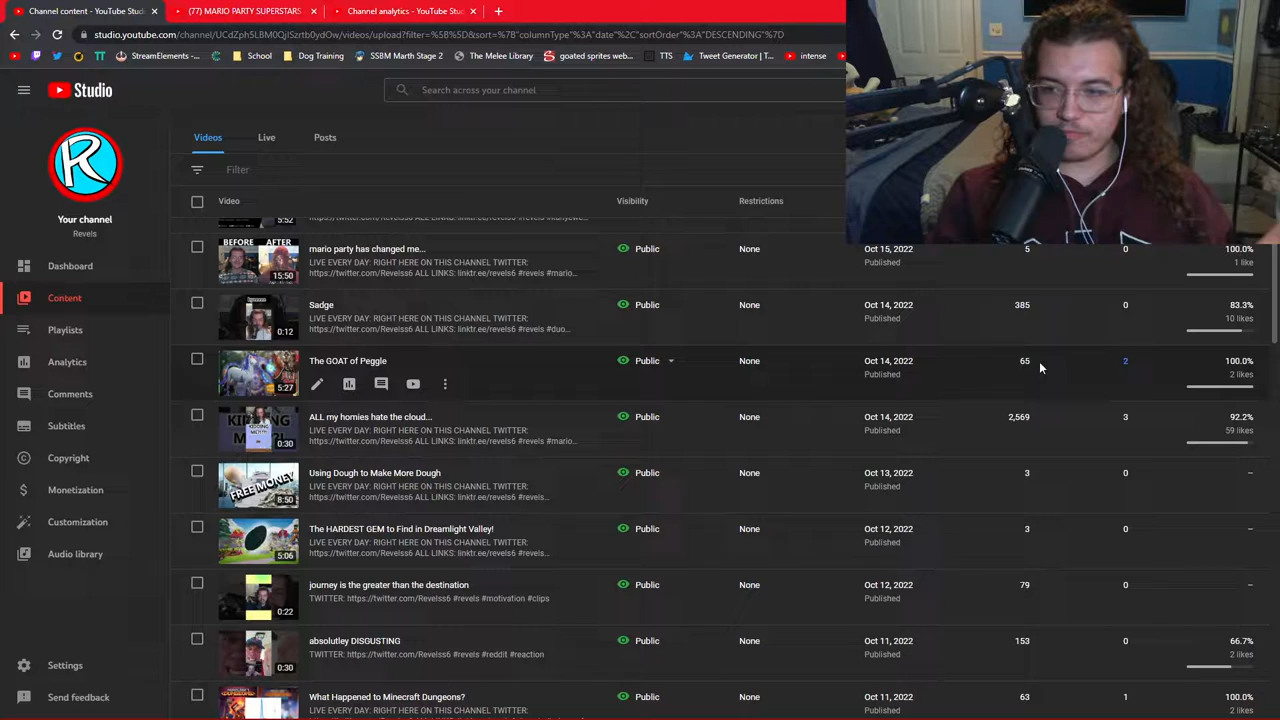 Channel content - YouTube Studi
(77) MARIO PARTY SUPERSTARS
Channel analytics - YouTube Studi
studio.youtube.com/channel/UCdZph5LBM0QJISzrtb0ydOw/videos/upload?filter=%5B%5D&sort=%7B"columnType"%3A"date"%2C"sortOrder"%3A"DESCENDING"%7D
StreamElements -...
School
Dog Training
SSBM Marth Stage 2
The Melee Library
goated sprites web...
TTS
Tweet Generator | T...
intense
Studio
Search across your channel
Videos
Live
Posts
Filter
Video
Visibility
Restrictions
R
Your channel
Revels
Dashboard
Content
Playlists
Analytics
Comments
Subtitles
Copyright
Monetization
Customization
Audio library
Settings
Send feedback
5:52
BEFORE AFTER
15:50
mario party has changed me...
LIVE EVERY DAY: RIGHT HERE ON THIS CHANNEL TWITTER:
https://twitter.com/Revelss6 ALL LINKS: linktr.ee/revels6 #revels #mario...
Public
None
Oct 15, 2022
Published
5
0
100.0%
1 like
0:12
Sadge
LIVE EVERY DAY: RIGHT HERE ON THIS CHANNEL TWITTER:
https://twitter.com/Revelss6 ALL LINKS: linktr.ee/revels6 #revels #duo...
Public
None
Oct 14, 2022
Published
385
0
83.3%
10 likes
5:27
The GOAT of Peggle
Public
None
Oct 14, 2022
Published
65
2
100.0%
2 likes
0:30
ALL my homies hate the cloud...
LIVE EVERY DAY: RIGHT HERE ON THIS CHANNEL TWITTER:
https://twitter.com/Revelss6 ALL LINKS: linktr.ee/revels6 #revels #mario...
Public
None
Oct 14, 2022
Published
2,569
3
92.2%
59 likes
FREE MONEY
8:50
Using Dough to Make More Dough
LIVE EVERY DAY: RIGHT HERE ON THIS CHANNEL TWITTER:
https://twitter.com/Revelss6 ALL LINKS: linktr.ee/revels6 #revels...
Public
None
Oct 13, 2022
Published
3
0
–
5:06
The HARDEST GEM to Find in Dreamlight Valley!
LIVE EVERY DAY: RIGHT HERE ON THIS CHANNEL TWITTER:
https://twitter.com/Revelss6 ALL LINKS: linktr.ee/revels6 #revels...
Public
None
Oct 12, 2022
Published
3
0
–
0:22
journey is the greater than the destination
TWITTER: https://twitter.com/Revelss6 #revels #motivation #clips
Public
None
Oct 12, 2022
Published
79
0
–
0:30
absolutley DISGUSTING
TWITTER: https://twitter.com/Revelss6 #revels #reddit #reaction
Public
None
Oct 11, 2022
Published
153
0
66.7%
2 likes
What Happened to Minecraft Dungeons?
LIVE EVERY DAY: RIGHT HERE ON THIS CHANNEL TWITTER:
Public
None
Oct 11, 2022
Published
63
1
100.0%
2 likes